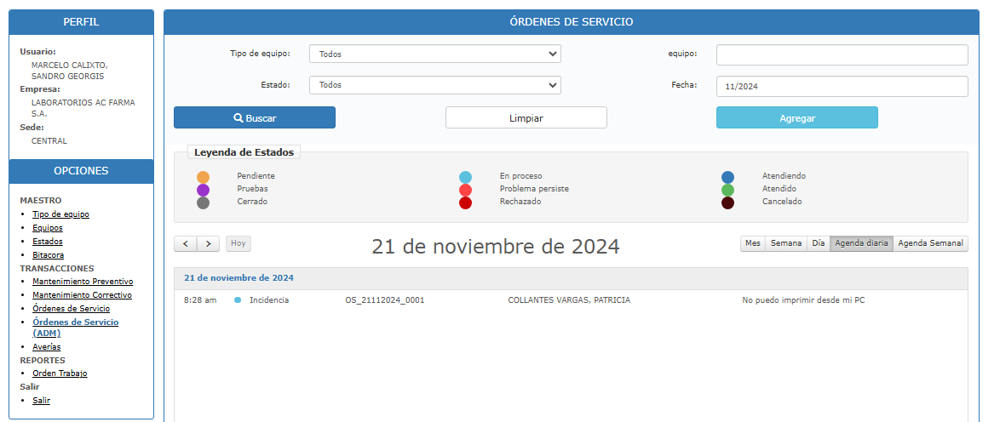 PERFIL
Usuario:
MARCELO CALIXTO,
SANDRO GEORGIS
Empresa:
LABORATORIOS AC FARMA
S.A.
Sede:
CENTRAL
OPCIONES
MAESTRO
Tipo de equipo
Equipos
Estados
Bitacora
TRANSACCIONES
Mantenimiento Preventivo
Mantenimiento Correctivo
Órdenes de Servicio
Órdenes de Servicio
(ADM)
Averías
REPORTES
Orden Trabajo
Salir
Salir
ÓRDENES DE SERVICIO
Tipo de equipo: Todos equipo:
Estado: Todos Fecha: 11/2024
Buscar Limpiar Agregar
Leyenda de Estados
Pendiente En proceso Atendiendo
Pruebas Problema persiste Atendido
Cerrado Rechazado Cancelado
< > Hoy 21 de noviembre de 2024 Mes Semana Día Agenda diaria Agenda Semanal
21 de noviembre de 2024
8:28 am Incidencia OS_21112024_0001 COLLANTES VARGAS, PATRICIA No puedo imprimir desde mi PC